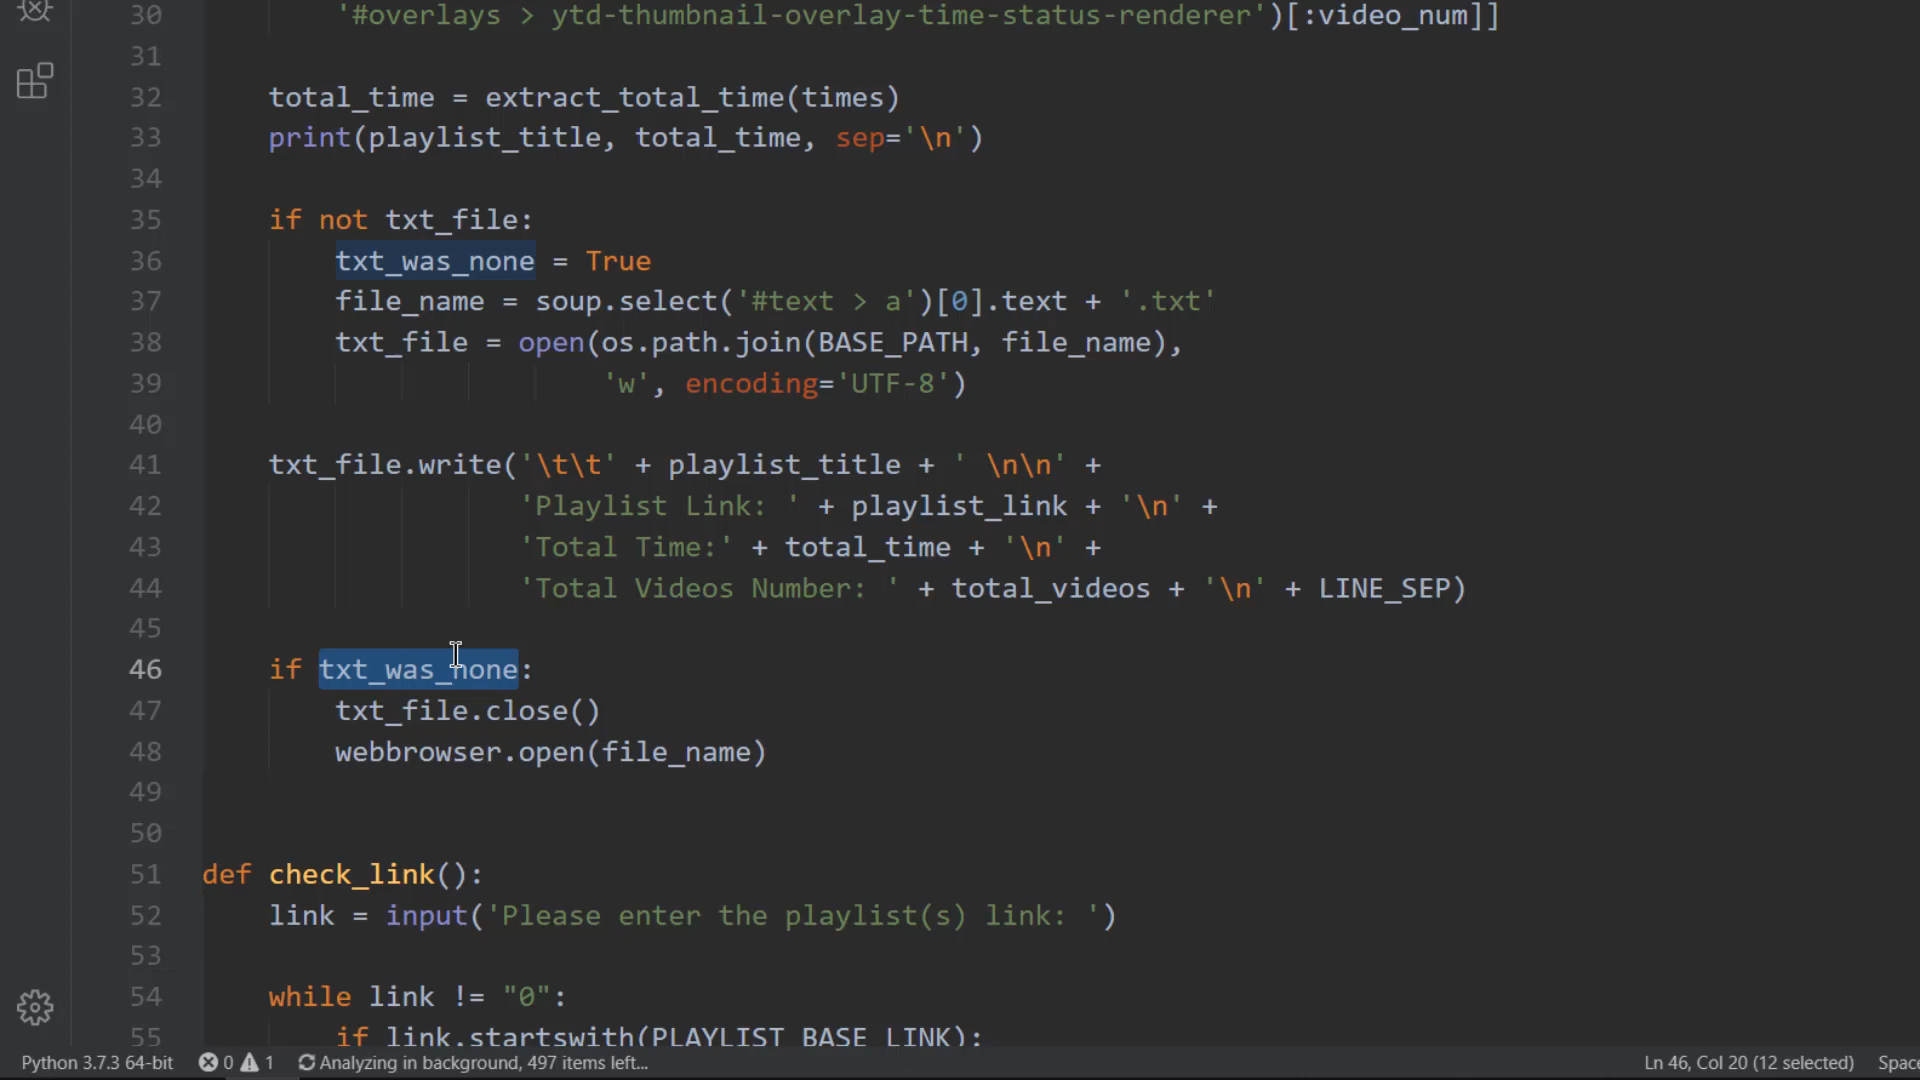 30 '#overlays > ytd-thumbnail-overlay-time-status-renderer')[:video_num]]
31
32 total_time = extract_total_time(times)
33 print(playlist_title, total_time, sep='\n')
34
35 if not txt_file:
36 txt_was_none = True
37 file_name = soup.select('#text > a')[0].text + '.txt'
38 txt_file = open(os.path.join(BASE_PATH, file_name),
39 'w', encoding='UTF-8')
40
41 txt_file.write('\t\t' + playlist_title + ' \n\n' +
42 'Playlist Link: ' + playlist_link + '\n' +
43 'Total Time:' + total_time + '\n' +
44 'Total Videos Number: ' + total_videos + '\n' + LINE_SEP)
45
46 if txt_was_none:
47 txt_file.close()
48 webbrowser.open(file_name)
49
50
51 def check_link():
52 link = input('Please enter the playlist(s) link: ')
53
54 while link != "0":
55 if link.startswith(PLAYLIST_BASE_LINK):
Python 3.7.3 64-bit 0 1 Analyzing in background, 497 items left... Ln 46, Col 20 (12 selected) Space